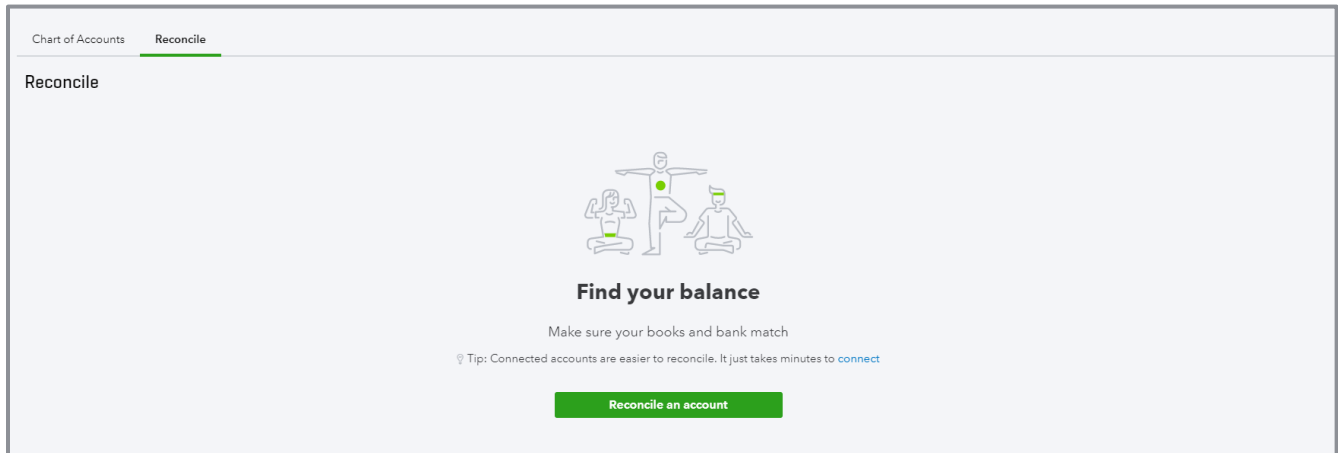 Chart of Accounts Reconcile
Reconcile
Find your balance
Make sure your books and bank match
Tip: Connected accounts are easier to reconcile. It just takes minutes to connect
Reconcile an account